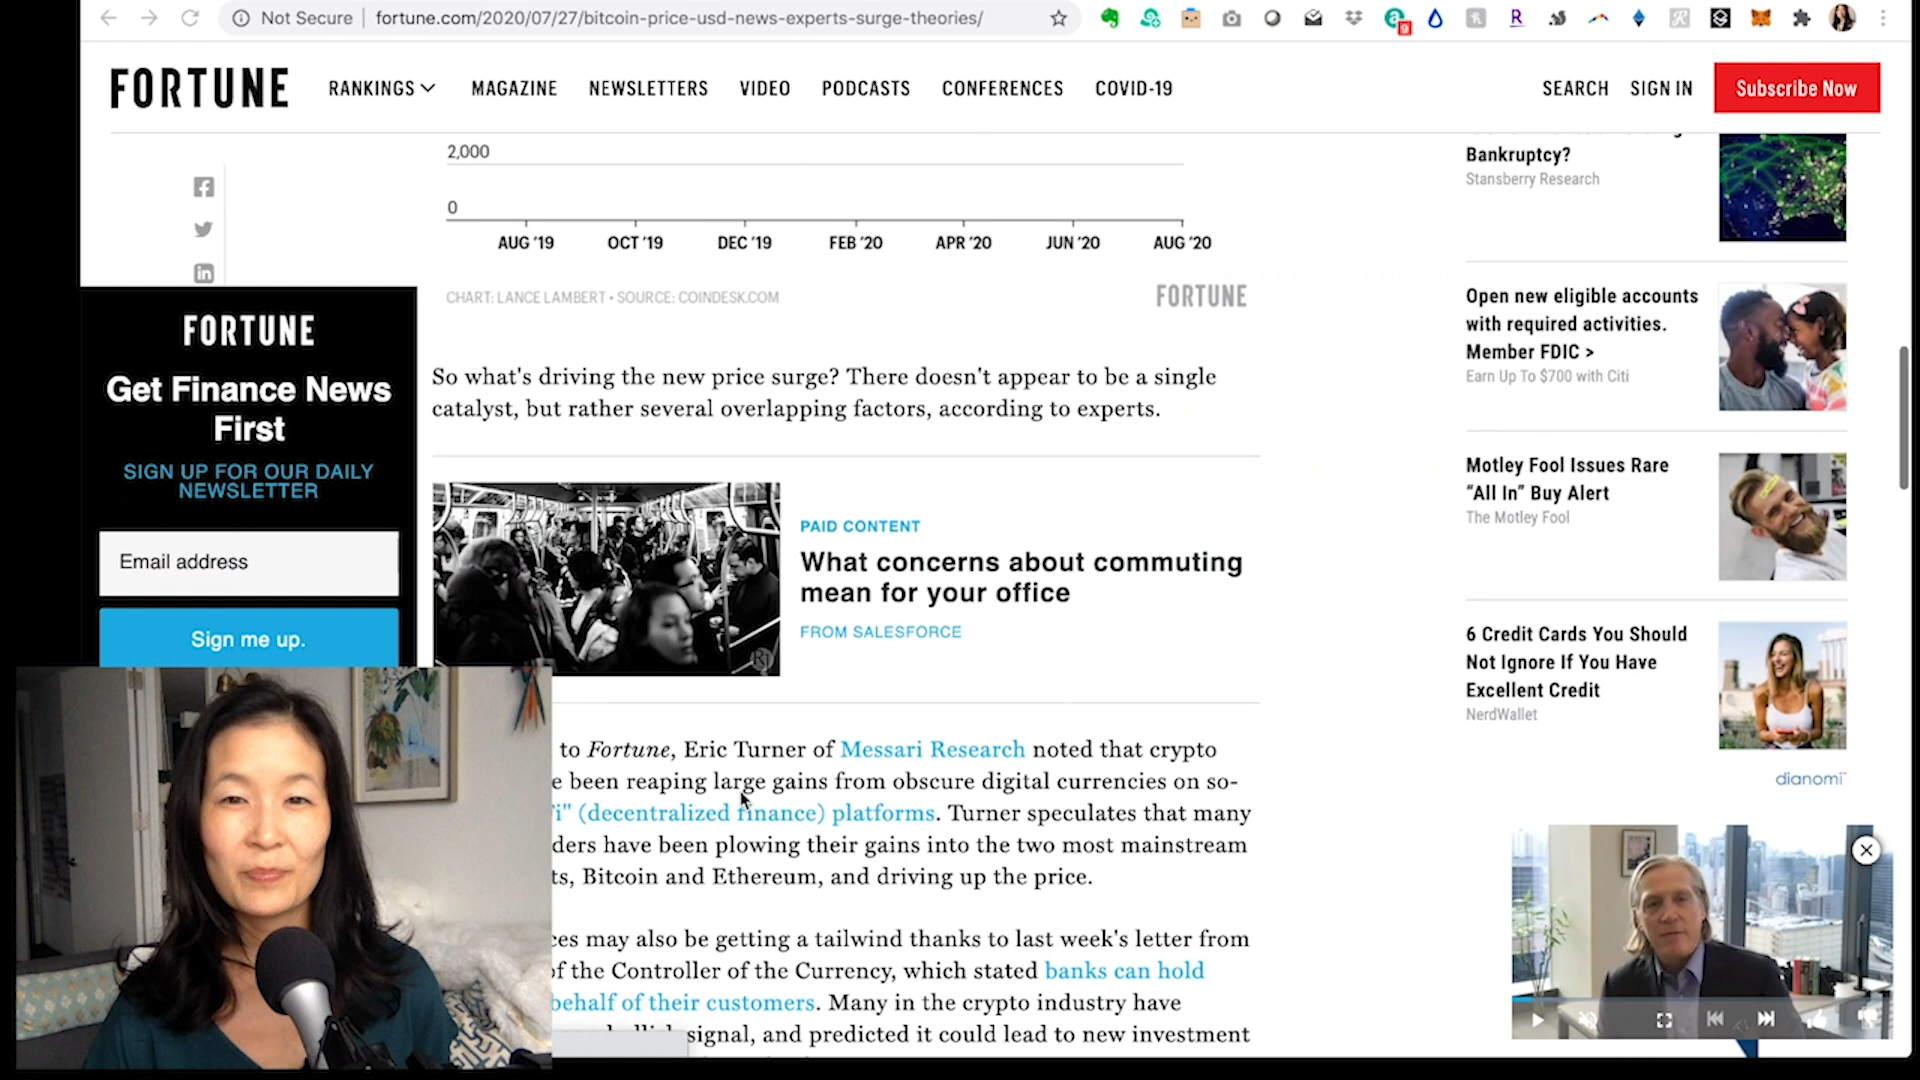 Not Secure | fortune.com/2020/07/27/bitcoin-price-usd-news-experts-surge-theories/
FORTUNE
RANKINGS MAGAZINE NEWSLETTERS VIDEO PODCASTS CONFERENCES COVID-19
SEARCH SIGN IN Subscribe Now
2,000
0
AUG '19 OCT '19 DEC '19 FEB '20 APR '20 JUN '20 AUG '20
CHART: LANCE LAMBERT • SOURCE: COINDESK.COM
FORTUNE
FORTUNE
Get Finance News
First
SIGN UP FOR OUR DAILY
NEWSLETTER
Email address
Sign me up.
So what's driving the new price surge? There doesn't appear to be a single
catalyst, but rather several overlapping factors, according to experts.
PAID CONTENT
What concerns about commuting
mean for your office
FROM SALESFORCE
to Fortune, Eric Turner of Messari Research noted that crypto
e been reaping large gains from obscure digital currencies on so-
i" (decentralized finance) platforms. Turner speculates that many
ders have been plowing their gains into the two most mainstream
ts, Bitcoin and Ethereum, and driving up the price.
ces may also be getting a tailwind thanks to last week's letter from
of the Controller of the Currency, which stated banks can hold
behalf of their customers. Many in the crypto industry have
signal, and predicted it could lead to new investment
Bankruptcy?
Stansberry Research
Open new eligible accounts
with required activities.
Member FDIC >
Earn Up To $700 with Citi
Motley Fool Issues Rare
“All In” Buy Alert
The Motley Fool
6 Credit Cards You Should
Not Ignore If You Have
Excellent Credit
NerdWallet
dianomi